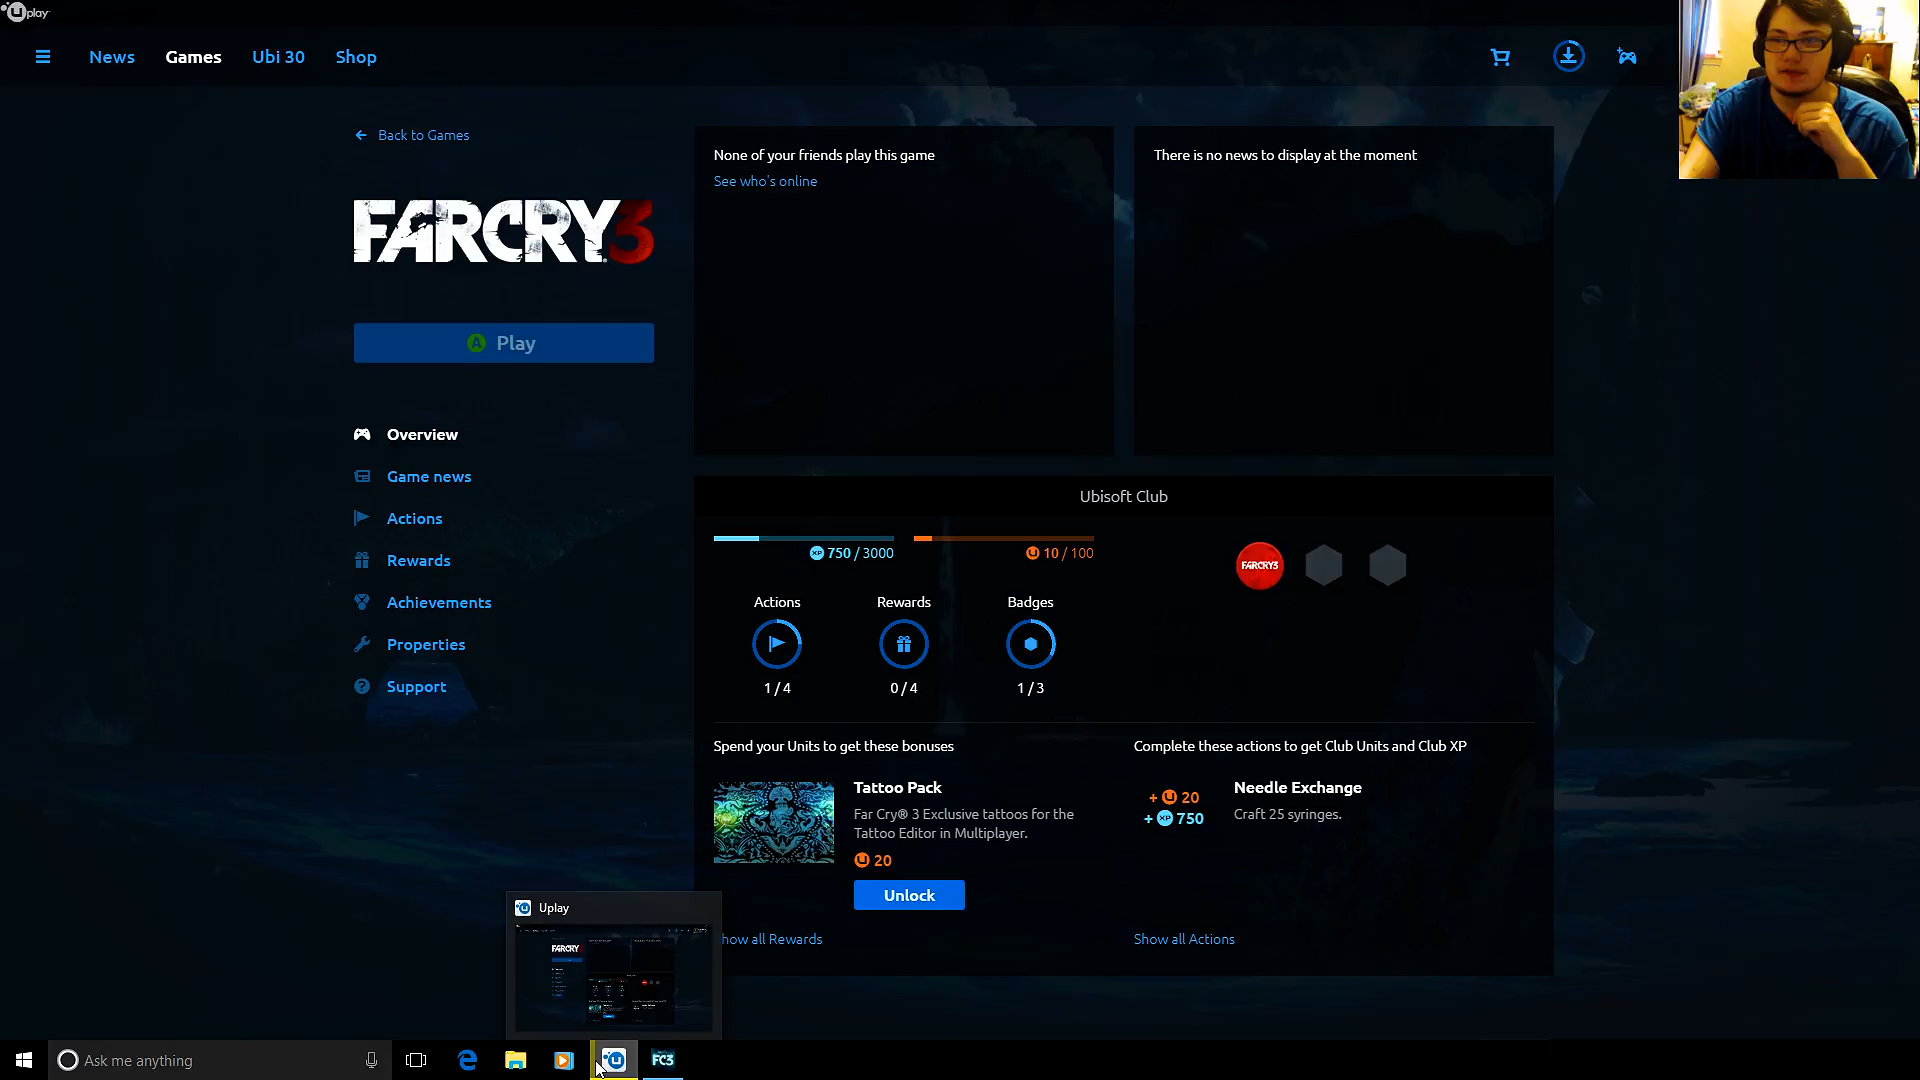 Uplay
News Games Ubi 30 Shop
Back to Games
FARCRY3
A Play
Overview
Game news
Actions
Rewards
Achievements
Properties
Support
None of your friends play this game
See who's online
There is no news to display at the moment
Ubisoft Club
XP 750 / 3000
10 / 100
FARCRY3
Actions Rewards Badges
1 / 4 0 / 4 1 / 3
Spend your Units to get these bonuses
Tattoo Pack
Far Cry® 3 Exclusive tattoos for the
Tattoo Editor in Multiplayer.
20
Unlock
how all Rewards
Complete these actions to get Club Units and Club XP
+ 20
+ XP 750
Needle Exchange
Craft 25 syringes.
Show all Actions
Uplay
FARCRY
Ask me anything
FC3